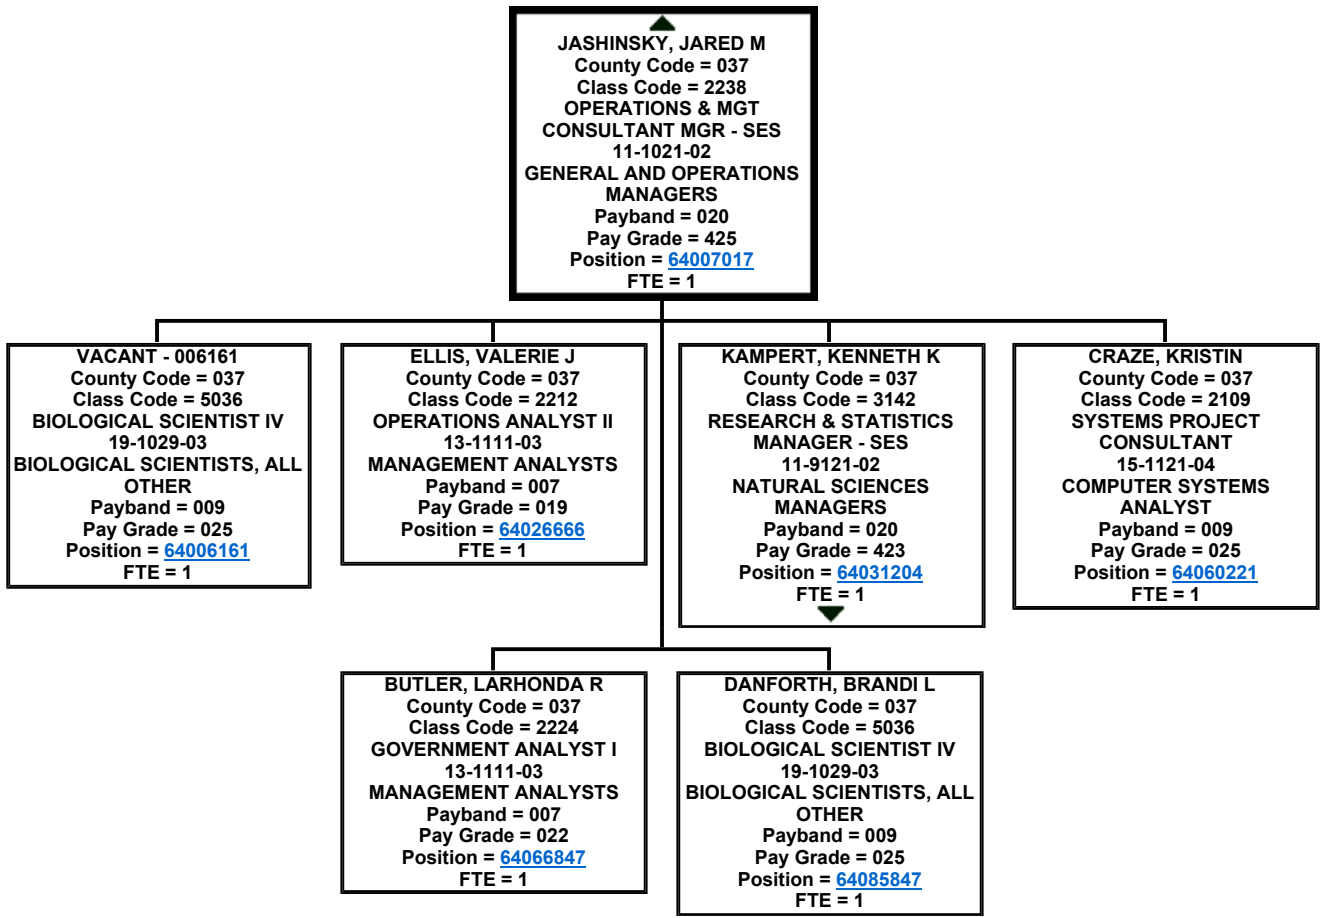 JASHINSKY, JARED M
County Code = 037
Class Code = 2238
OPERATIONS & MGT
CONSULTANT MGR - SES
11-1021-02
GENERAL AND OPERATIONS
MANAGERS
Payband = 020
Pay Grade = 425
Position = 64007017
FTE = 1
VACANT - 006161
County Code = 037
Class Code = 5036
BIOLOGICAL SCIENTIST IV
19-1029-03
BIOLOGICAL SCIENTISTS, ALL
OTHER
Payband = 009
Pay Grade = 025
Position = 64006161
FTE = 1
ELLIS, VALERIE J
County Code = 037
Class Code = 2212
OPERATIONS ANALYST II
13-1111-03
MANAGEMENT ANALYSTS
Payband = 007
Pay Grade = 019
Position = 64026666
FTE = 1
KAMPERT, KENNETH K
County Code = 037
Class Code = 3142
RESEARCH & STATISTICS
MANAGER - SES
11-9121-02
NATURAL SCIENCES
MANAGERS
Payband = 020
Pay Grade = 423
Position = 64031204
FTE = 1
CRAZE, KRISTIN
County Code = 037
Class Code = 2109
SYSTEMS PROJECT
CONSULTANT
15-1121-04
COMPUTER SYSTEMS
ANALYST
Payband = 009
Pay Grade = 025
Position = 64060221
FTE = 1
BUTLER, LARHONDA R
County Code = 037
Class Code = 2224
GOVERNMENT ANALYST I
13-1111-03
MANAGEMENT ANALYSTS
Payband = 007
Pay Grade = 022
Position = 64066847
FTE = 1
DANFORTH, BRANDI L
County Code = 037
Class Code = 5036
BIOLOGICAL SCIENTIST IV
19-1029-03
BIOLOGICAL SCIENTISTS, ALL
OTHER
Payband = 009
Pay Grade = 025
Position = 64085847
FTE = 1